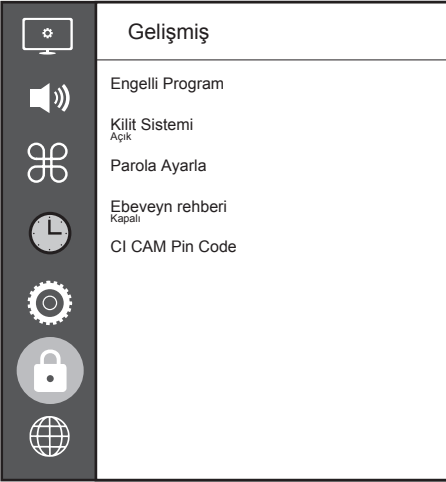 Gelişmiş
Engelli Program
Kilit Sistemi
Açık
Parola Ayarla
Ebeveyn rehberi
Kapalı
CI CAM Pin Code